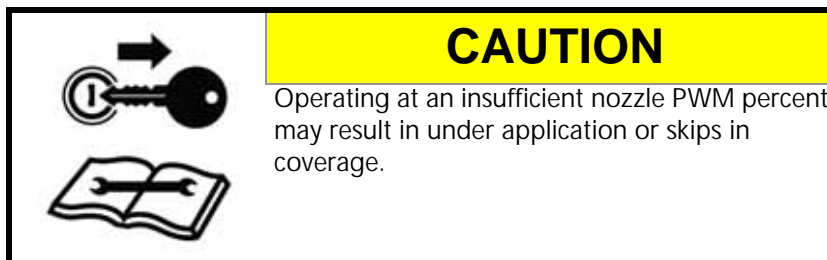 CAUTION
Operating at an insufficient nozzle PWM percent
may result in under application or skips in
coverage.